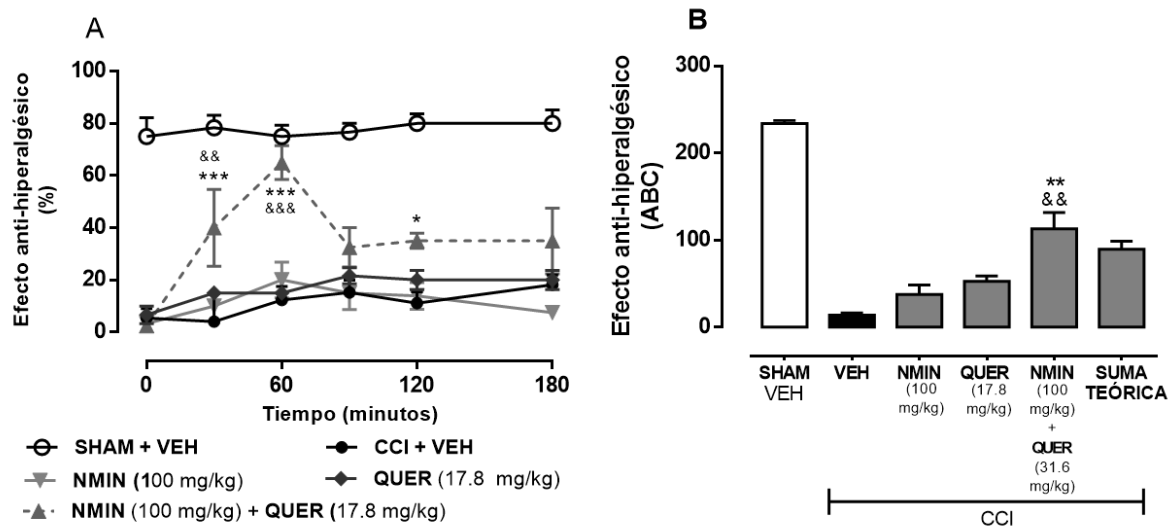 A
Efecto anti-hiperalgésico
(%)
100
80
60
40
20
0
&&
***
***
&&&
*
0
60
120
180
Tiempo (minutos)
SHAM + VEH
CCI + VEH
NMIN (100 mg/kg)
QUER (17.8 mg/kg)
NMIN (100 mg/kg) + QUER (17.8 mg/kg)
B
Efecto anti-hiperalgésico
(ABC)
300
200
100
0
**
&&
SHAM
VEH
VEH
NMIN
(100
mg/kg)
QUER
(17.8
mg/kg)
NMIN
(100
mg/kg)
+
QUER
(31.6
mg/kg)
SUMA
TEÓRICA
CCI